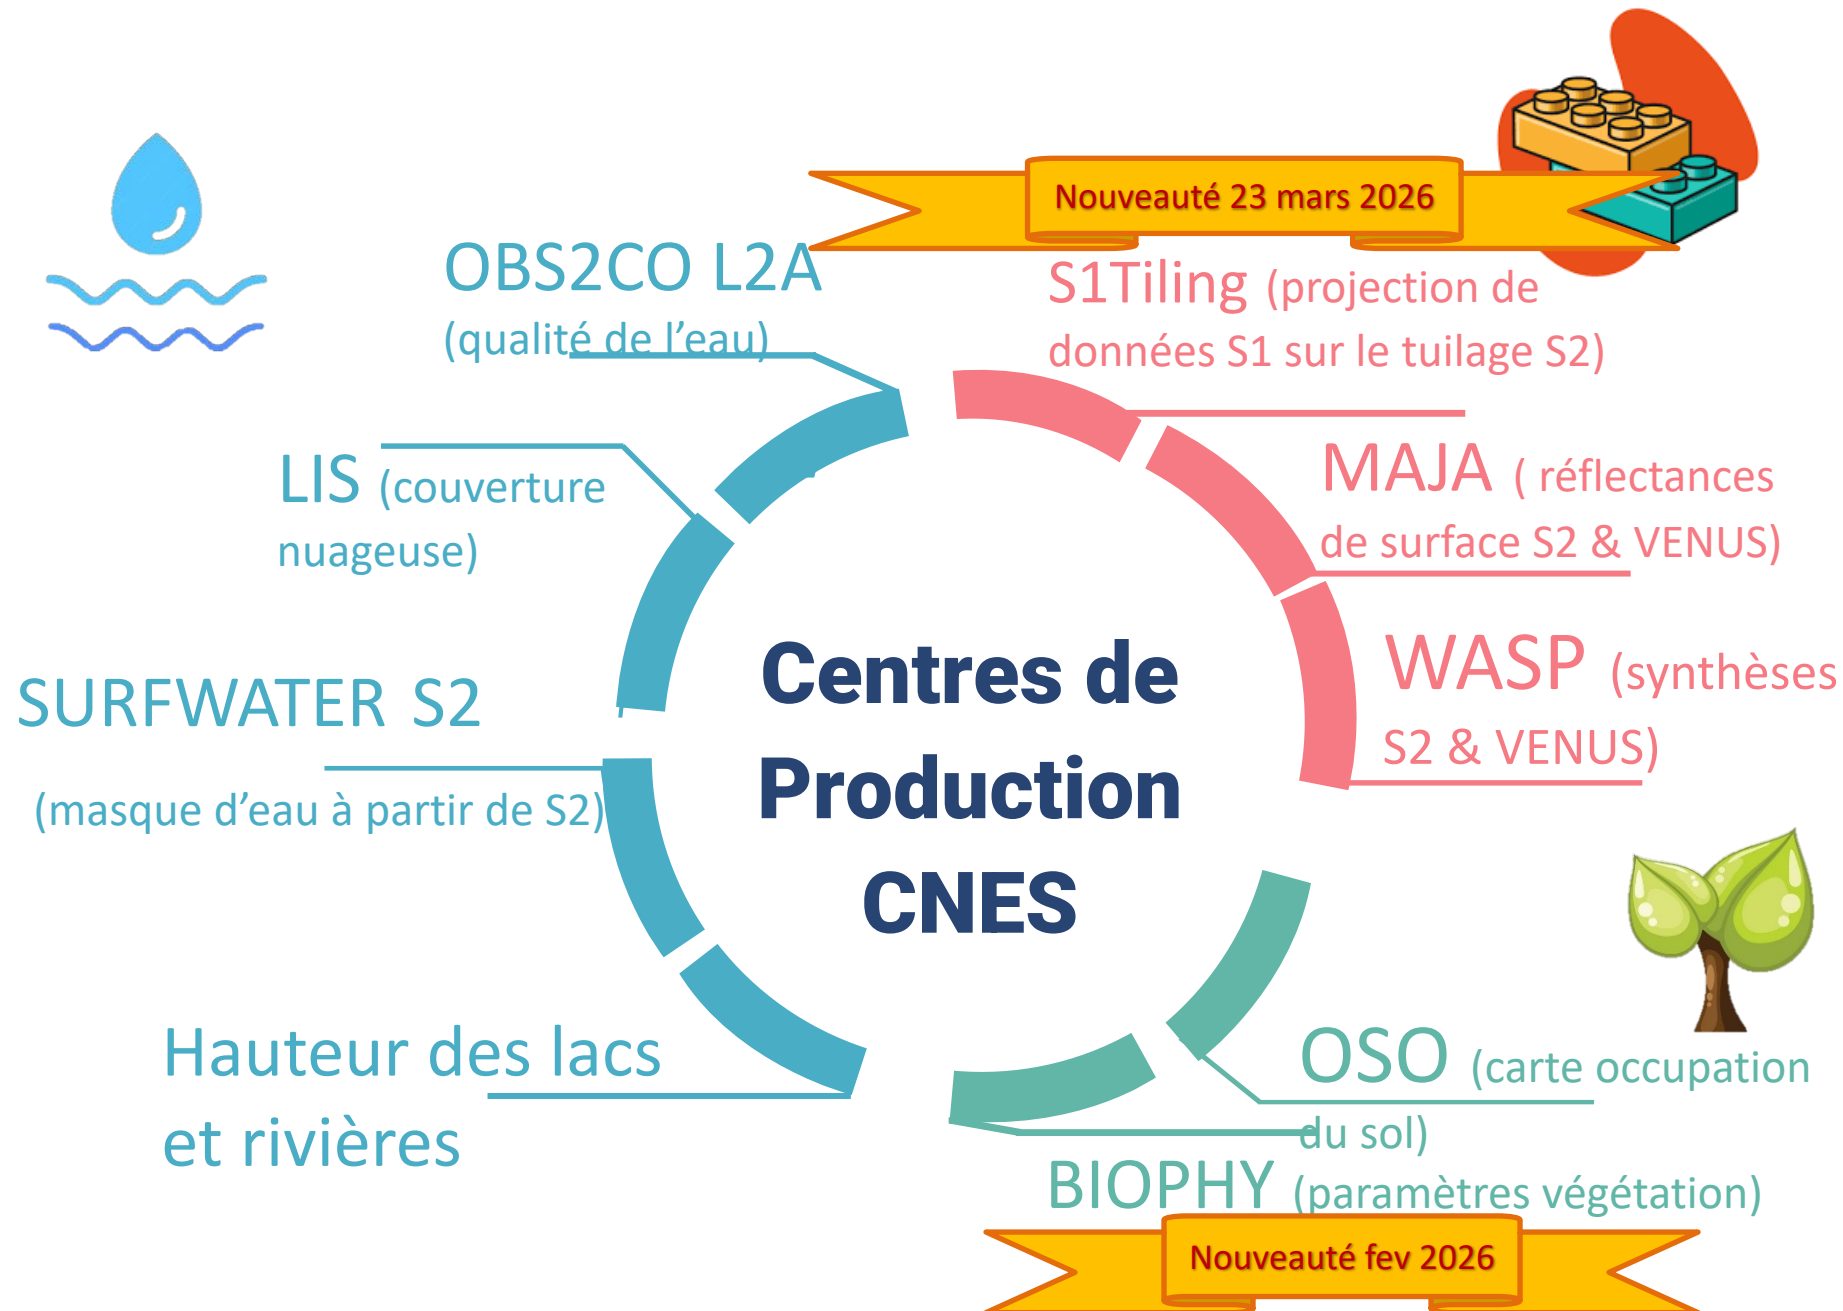 Nouveauté 23 mars 2026
OBS2CO L2A
(qualité de l’eau)
S1Tiling (projection de
données S1 sur le tuilage S2)
LIS (couverture
nuageuse)
MAJA ( réflectances
de surface S2 & VENUS)
SURFWATER S2
(masque d’eau à partir de S2)
Centres de
Production
CNES
WASP (synthèses
S2 & VENUS)
Hauteur des lacs
et rivières
OSO (carte occupation
du sol)
BIOPHY (paramètres végétation)
Nouveauté fev 2026